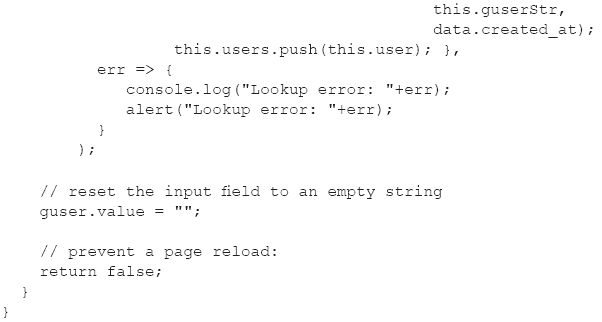 this.guserStr,
data.created_at);
this.users.push(this.user); },
err => {
console.log("Lookup error: "+err);
alert("Lookup error: "+err);
}
);
// reset the input field to an empty string
guser.value = "";
// prevent a page reload:
return false;
}
}